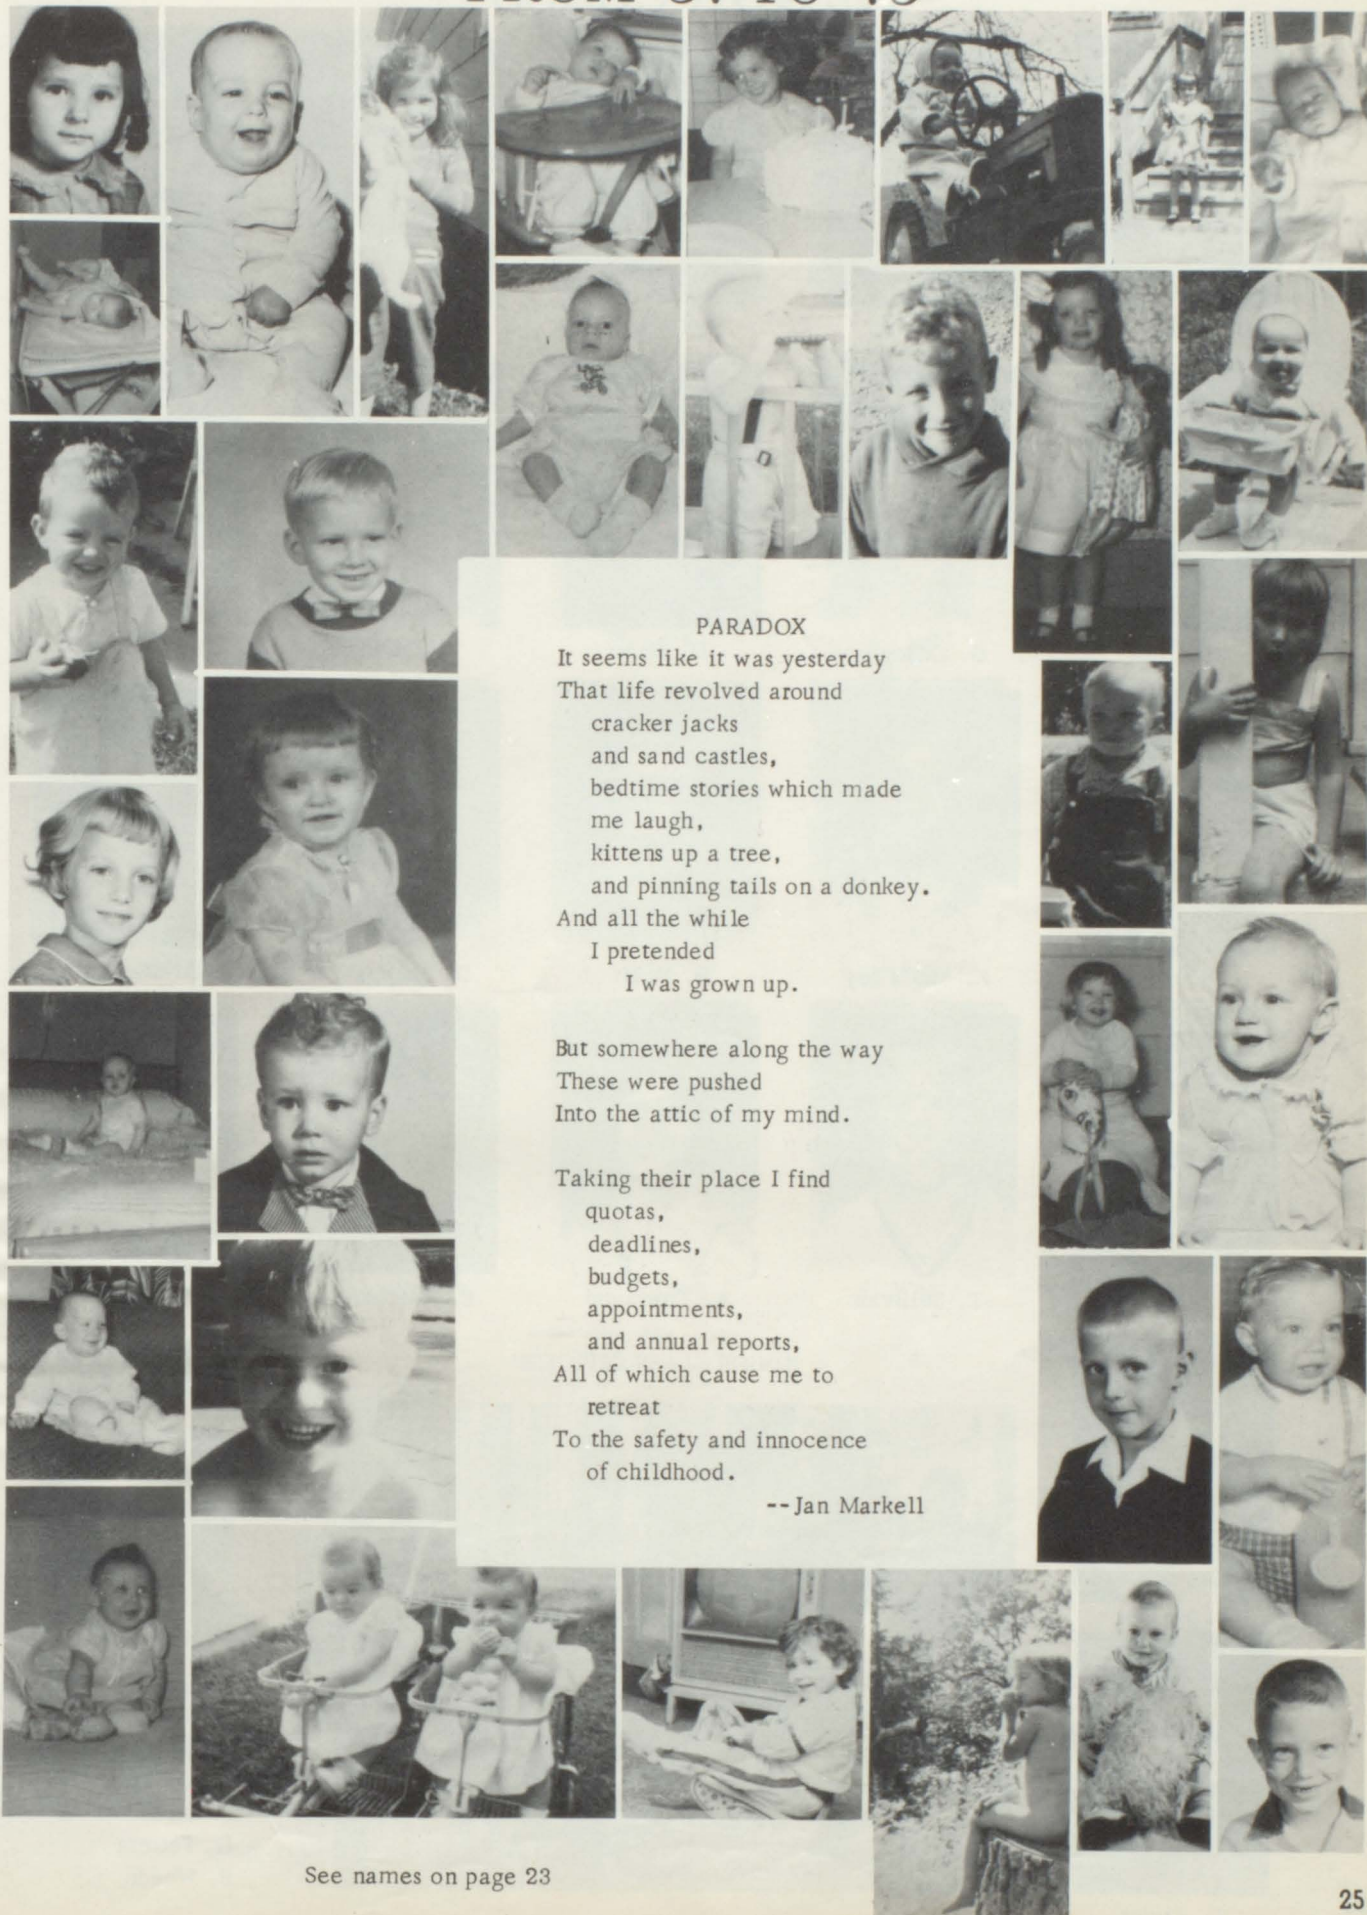 PARADOX
It seems like it was yesterday
That life revolved around
cracker jacks
and sand castles,
bedtime stories which made
me laugh,
kittens up a tree,
and pinning tails on a donkey.
And all the while
I pretended
I was grown up.
But somewhere along the way
These were pushed
Into the attic of my mind.
Taking their place I find
quotas,
deadlines,
budgets,
appointments,
and annual reports,
All of which cause me to
retreat
To the safety and innocence
of childhood.
--Jan Markell
See names on page 23
25